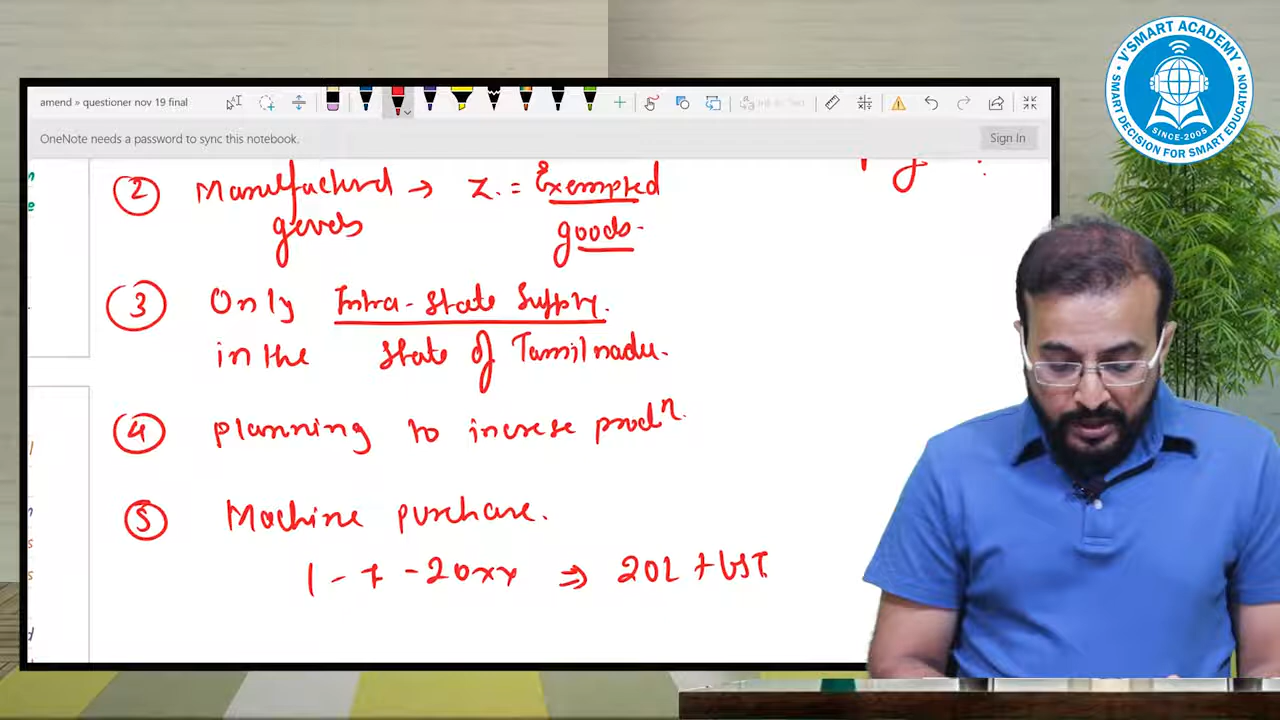 V'SMART ACADEMY
SMART DECISION FOR SMART EDUCATION
SINCE-2005
amend » questioner nov 19 final
OneNote needs a password to sync this notebook.
Sign In
② Manufactured → Z. = Exempted
goods goods.
③ Only Intra-State Supply.
in the State of Tamilnadu.
④ planning to increse prodⁿ.
⑤ Machine purchase.
1 - 7 - 20xx ⇒ 20L + GST